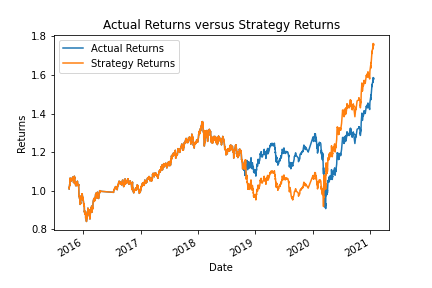 Actual Returns versus Strategy Returns
Actual Returns
Strategy Returns
Returns
1.8
1.6
1.4
1.2
1.0
0.8
2016
2017
2018
2019
2020
2021
Date